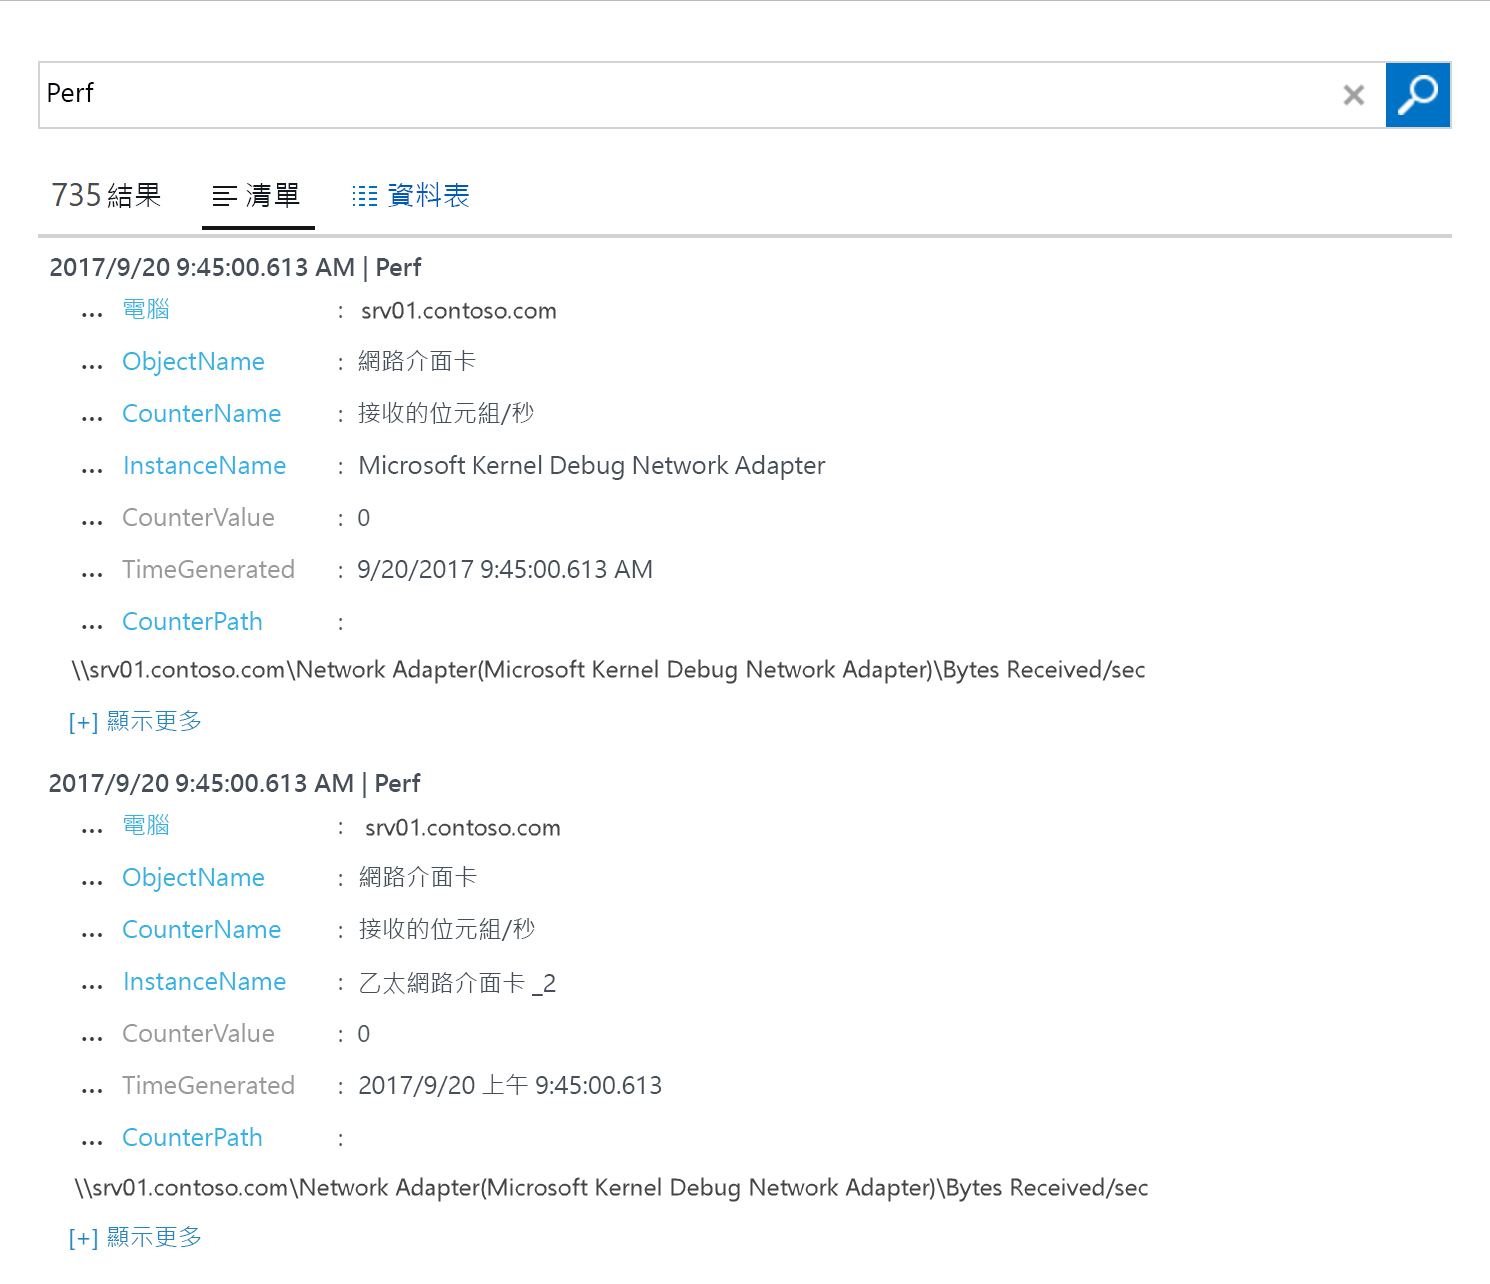 Perf
735 結果 清單 資料表
2017/9/20 9:45:00.613 AM | Perf
... 電腦 : srv01.contoso.com
... ObjectName : 網路介面卡
... CounterName : 接收的位元組/秒
... InstanceName : Microsoft Kernel Debug Network Adapter
... CounterValue : 0
... TimeGenerated : 9/20/2017 9:45:00.613 AM
... CounterPath :
\\srv01.contoso.com\Network Adapter(Microsoft Kernel Debug Network Adapter)\Bytes Received/sec
[+] 顯示更多
2017/9/20 9:45:00.613 AM | Perf
... 電腦 : srv01.contoso.com
... ObjectName : 網路介面卡
... CounterName : 接收的位元組/秒
... InstanceName : 乙太網路介面卡 _2
... CounterValue : 0
... TimeGenerated : 2017/9/20 上午 9:45:00.613
... CounterPath :
\\srv01.contoso.com\Network Adapter(Microsoft Kernel Debug Network Adapter)\Bytes Received/sec
[+] 顯示更多